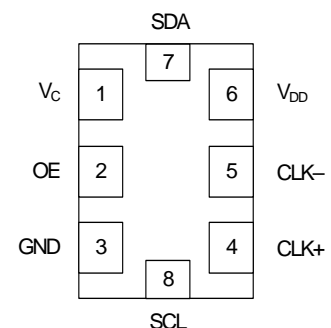 SDA
7
V_C 1 6 V_DD
OE 2 5 CLK–
GND 3 4 CLK+
8
SCL